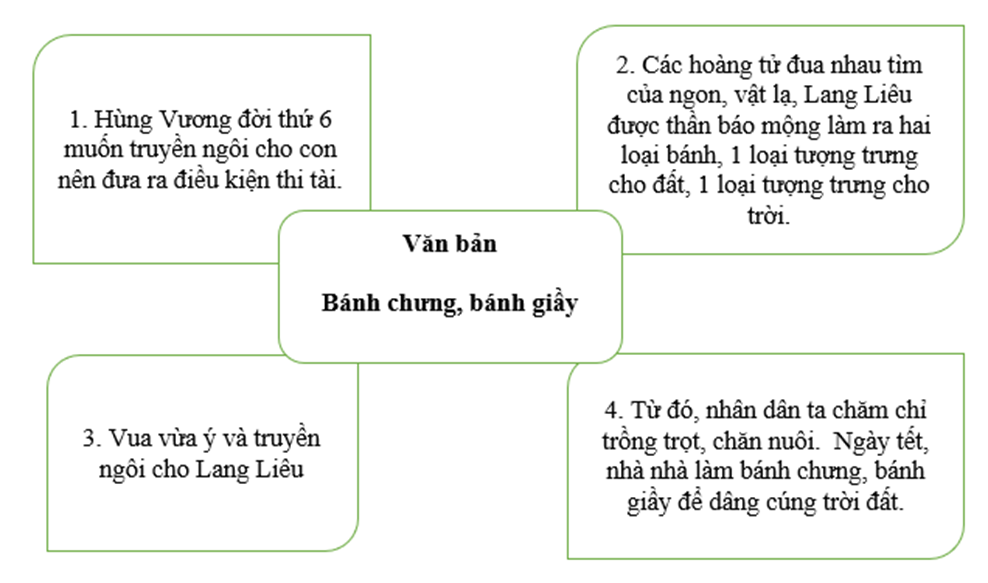 1. Hùng Vương đời thứ 6
muốn truyền ngôi cho con
nên đưa ra điều kiện thi tài.
2. Các hoàng tử đua nhau tìm
của ngon, vật lạ, Lang Liêu
được thần báo mộng làm ra hai
loại bánh, 1 loại tượng trưng
cho đất, 1 loại tượng trưng cho
trời.
Văn bản
Bánh chưng, bánh giầy
3. Vua vừa ý và truyền
ngôi cho Lang Liêu
4. Từ đó, nhân dân ta chăm chỉ
trồng trọt, chăn nuôi. Ngày tết,
nhà nhà làm bánh chưng, bánh
giầy để dâng cúng trời đất.